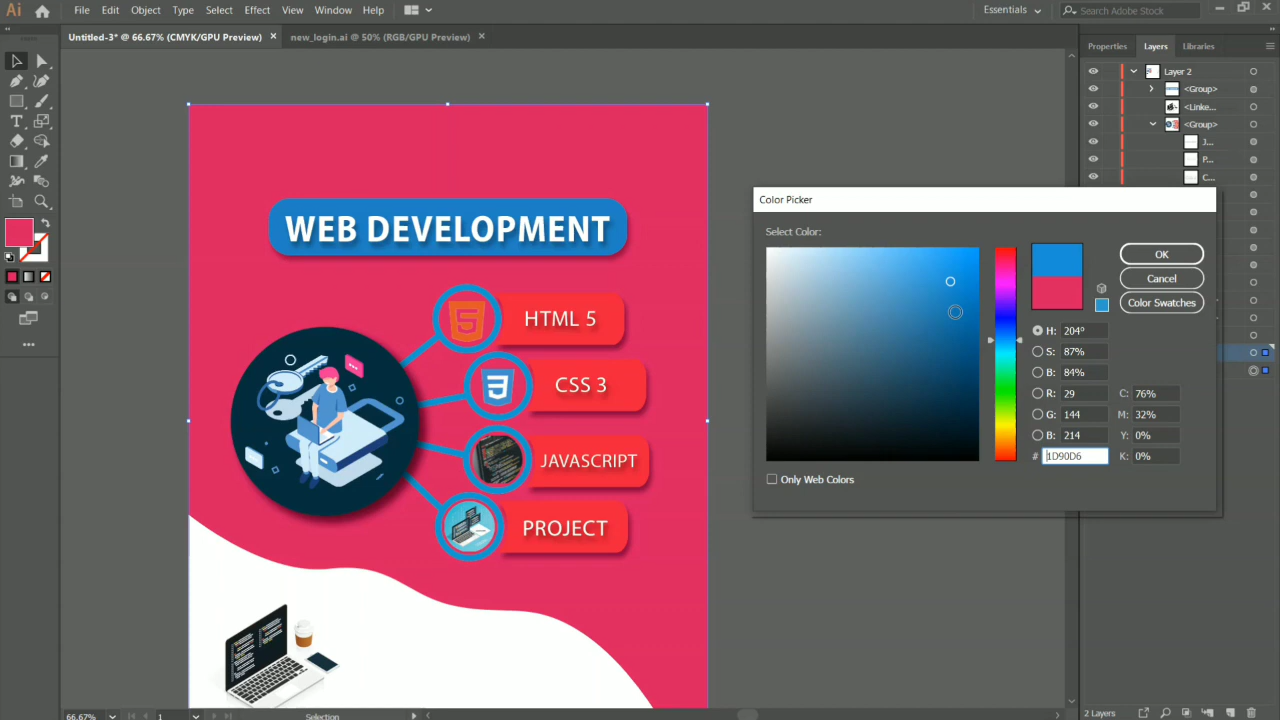 Ai File Edit Object Type Select Effect View Window Help Essentials Search Adobe Stock
Untitled-3* @ 66.67% (CMYK/GPU Preview) × new_login.ai @ 50% (RGB/GPU Preview) ×
Properties Layers Libraries
Layer 2
<Group>
<Linke...
<Group>
J...
P...
C...
WEB DEVELOPMENT
HTML 5
CSS 3
JAVASCRIPT
PROJECT
Color Picker
Select Color:
OK
Cancel
Color Swatches
H: 204°
S: 87%
B: 84%
R: 29 C: 76%
G: 144 M: 32%
B: 214 Y: 0%
# 1D90D6 K: 0%
Only Web Colors
66.67% 1 Selection 2 Layers